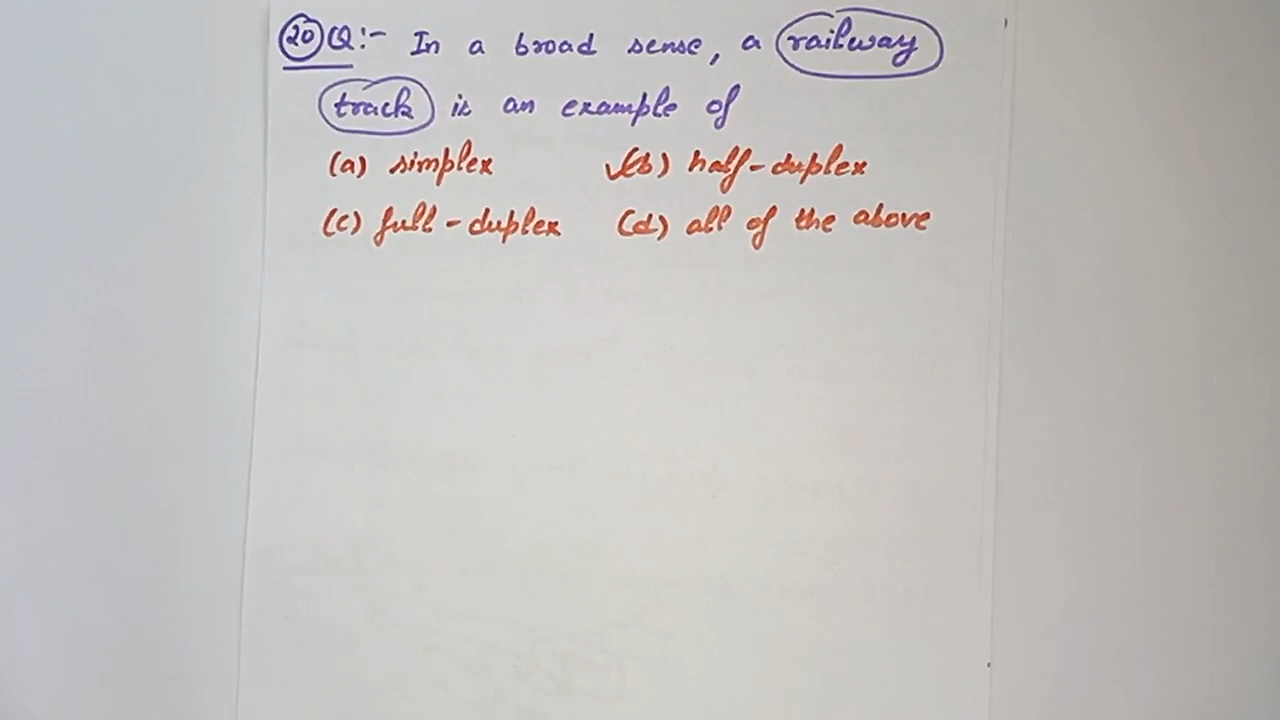 20 Q:- In a broad sense, a railway
track is an example of
(a) simplex ✓(b) half-duplex
(c) full-duplex (d) all of the above